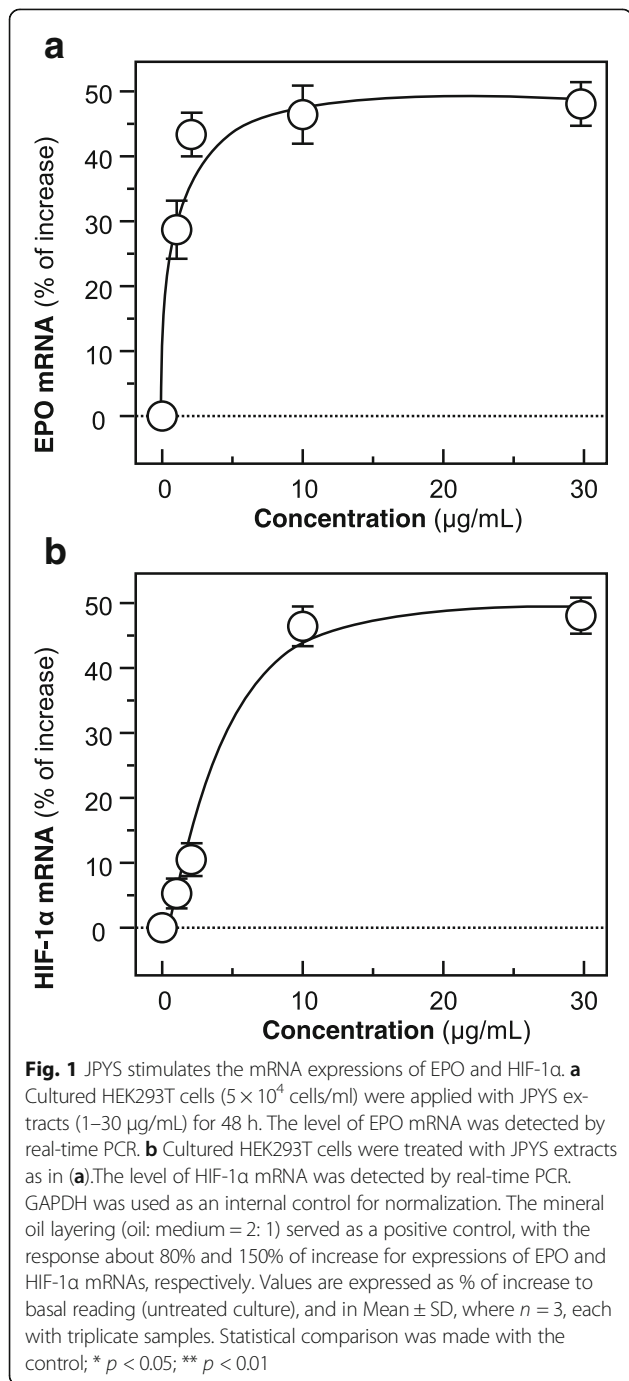 a
50
40
30
20
10
0
EPO mRNA (% of increase)
0 10 20 30
Concentration (µg/mL)
b
50
40
30
20
10
0
HIF-1α mRNA (% of increase)
0 10 20 30
Concentration (µg/mL)
Fig. 1 JPYS stimulates the mRNA expressions of EPO and HIF-1α. a
Cultured HEK293T cells (5 × 10⁴ cells/ml) were applied with JPYS ex-
tracts (1–30 µg/mL) for 48 h. The level of EPO mRNA was detected by
real-time PCR. b Cultured HEK293T cells were treated with JPYS extracts
as in (a).The level of HIF-1α mRNA was detected by real-time PCR.
GAPDH was used as an internal control for normalization. The mineral
oil layering (oil: medium = 2: 1) served as a positive control, with the
response about 80% and 150% of increase for expressions of EPO and
HIF-1α mRNAs, respectively. Values are expressed as % of increase to
basal reading (untreated culture), and in Mean ± SD, where n = 3, each
with triplicate samples. Statistical comparison was made with the
control; * p < 0.05; ** p < 0.01